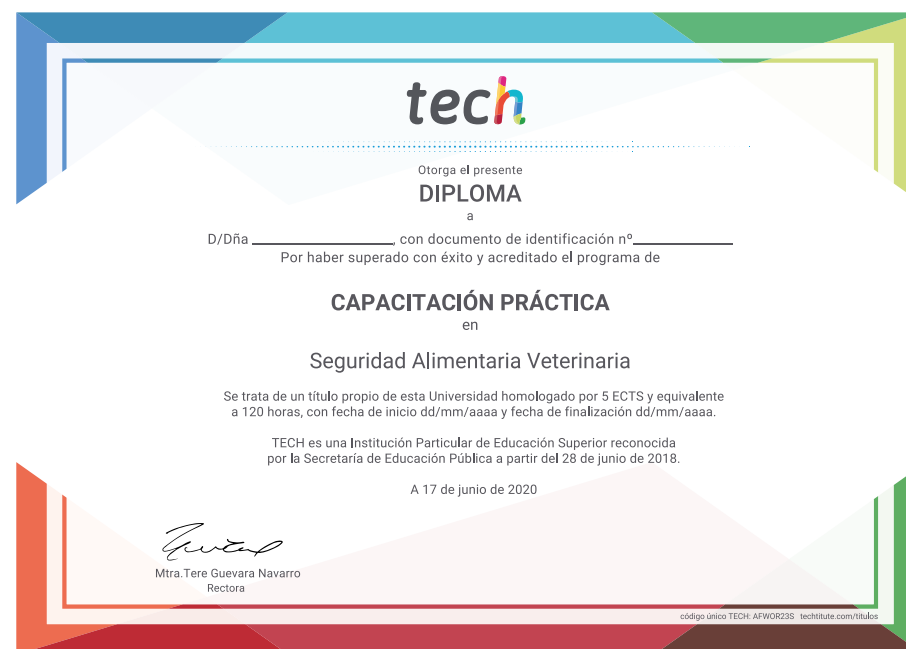 tech
Otorga el presente
DIPLOMA
a
D/Dña ________________, con documento de identificación nº____________
Por haber superado con éxito y acreditado el programa de
CAPACITACIÓN PRÁCTICA
en
Seguridad Alimentaria Veterinaria
Se trata de un título propio de esta Universidad homologado por 5 ECTS y equivalente
a 120 horas, con fecha de inicio dd/mm/aaaa y fecha de finalización dd/mm/aaaa.
TECH es una Institución Particular de Educación Superior reconocida
por la Secretaría de Educación Pública a partir del 28 de junio de 2018.
A 17 de junio de 2020
Mtra.Tere Guevara Navarro
Rectora
código único TECH: AFWOR23S techtitute.com/titulos